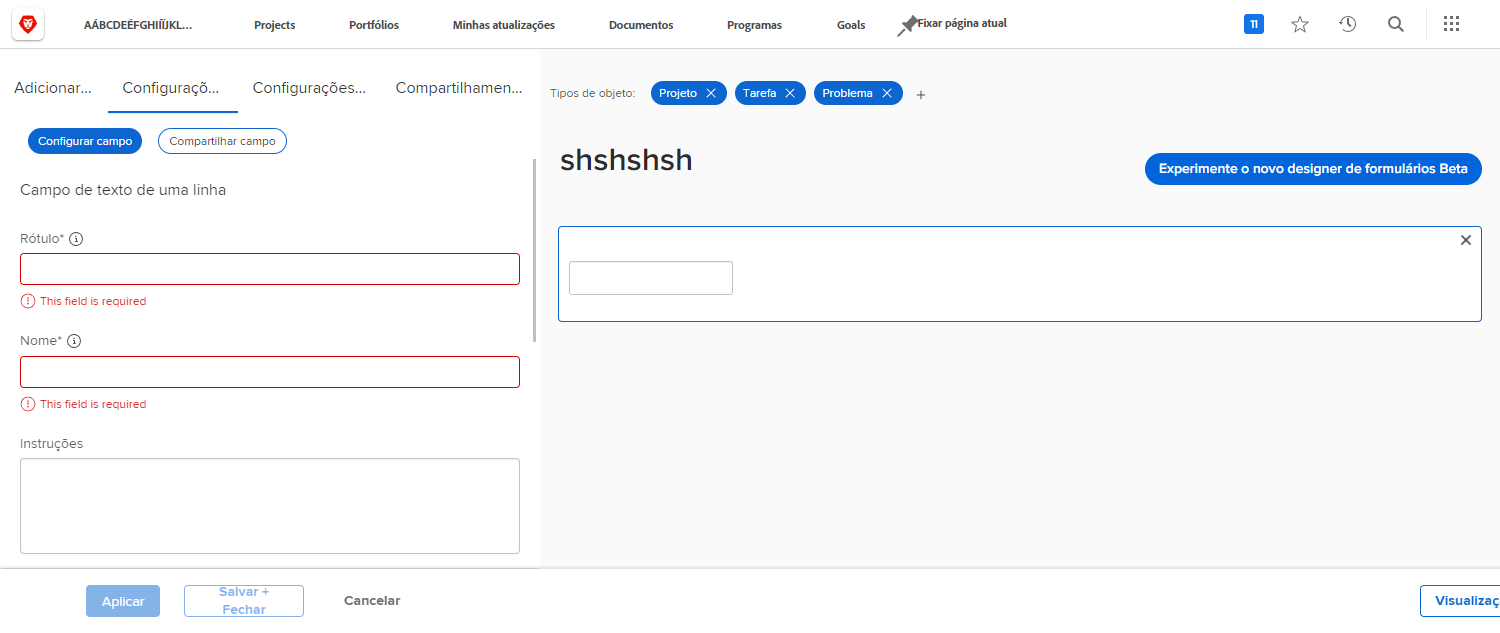 AÁBCDEÉFGHIÍÏJKL...
Projects
Portfólios
Minhas atualizações
Documentos
Programas
Goals
Fixar página atual
11
Adicionar...
Configuraçõ...
Configurações...
Compartilhamen...
Tipos de objeto:
Projeto
Tarefa
Problema
Configurar campo
Compartilhar campo
shshshsh
Experimente o novo designer de formulários Beta
Campo de texto de uma linha
Rótulo*
This field is required
Nome*
This field is required
Instruções
Aplicar
Salvar +
Fechar
Cancelar
Visualizaç